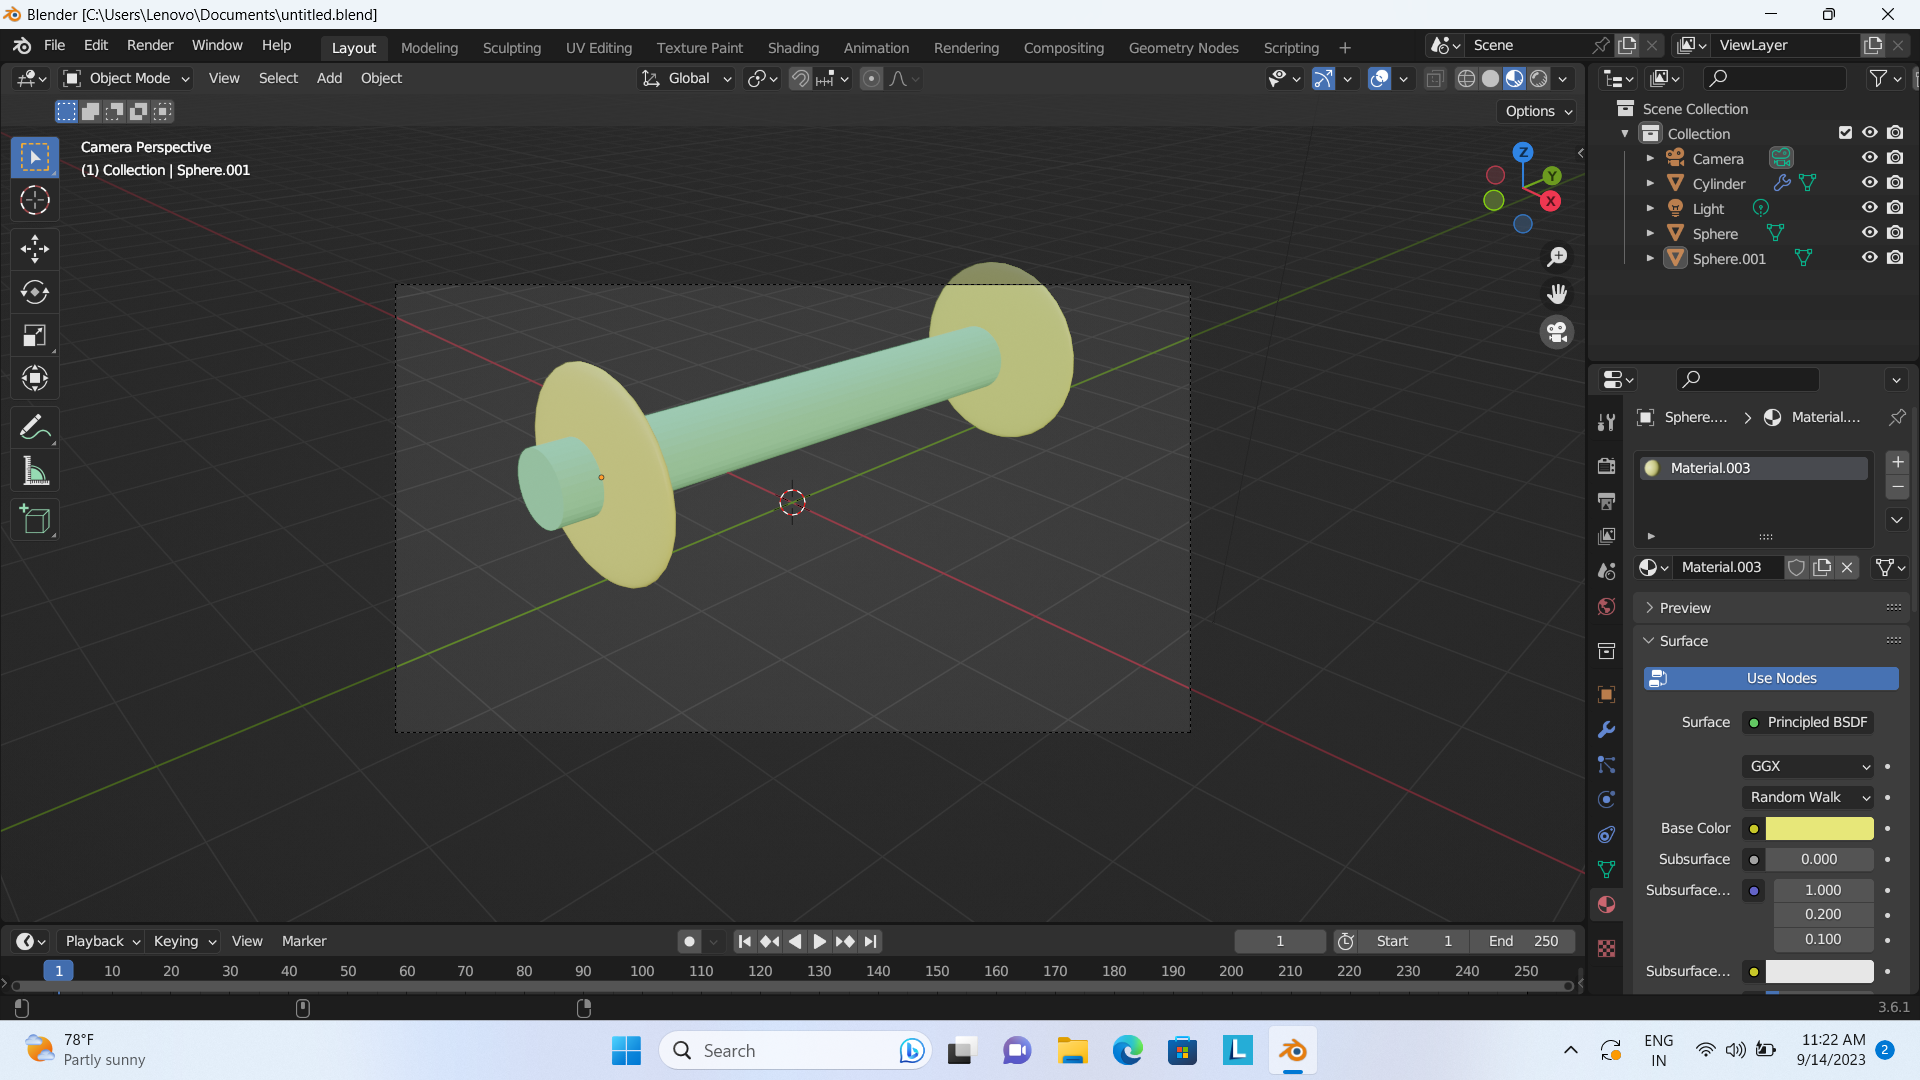 Blender [C:\Users\Lenovo\Documents\untitled.blend]
File Edit Render Window Help
Layout Modeling Sculpting UV Editing Texture Paint Shading Animation Rendering Compositing Geometry Nodes Scripting
Scene
ViewLayer
Object Mode View Select Add Object
Global
Options
Camera Perspective
(1) Collection | Sphere.001
Z
Y
X
Scene Collection
Collection
Camera
Cylinder
Light
Sphere
Sphere.001
Sphere.... Material....
Material.003
Material.003
Preview
Surface
Use Nodes
Surface Principled BSDF
GGX
Random Walk
Base Color
Subsurface 0.000
Subsurface... 1.000
0.200
0.100
Subsurface...
Playback Keying View Marker
1 Start 1 End 250
1 10 20 30 40 50 60 70 80 90 100 110 120 130 140 150 160 170 180 190 200 210 220 230 240 250
3.6.1
78°F
Partly sunny
Search
L
ENG
IN
11:22 AM
9/14/2023
2